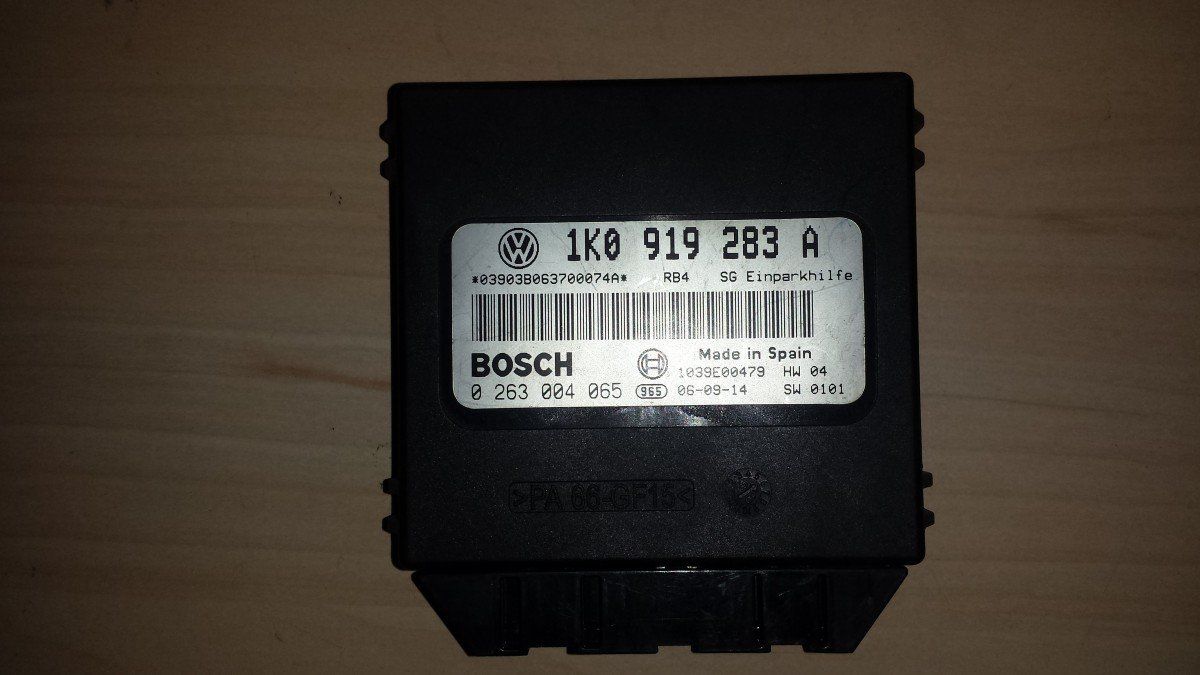 1K0 919 283 A
*03903B063700074A* RB4 SG Einparkhilfe
BOSCH Made in Spain
1039E00479 HW 04
0 263 004 065 965 06-09-14 SW 0101
>PA 66-GF15<